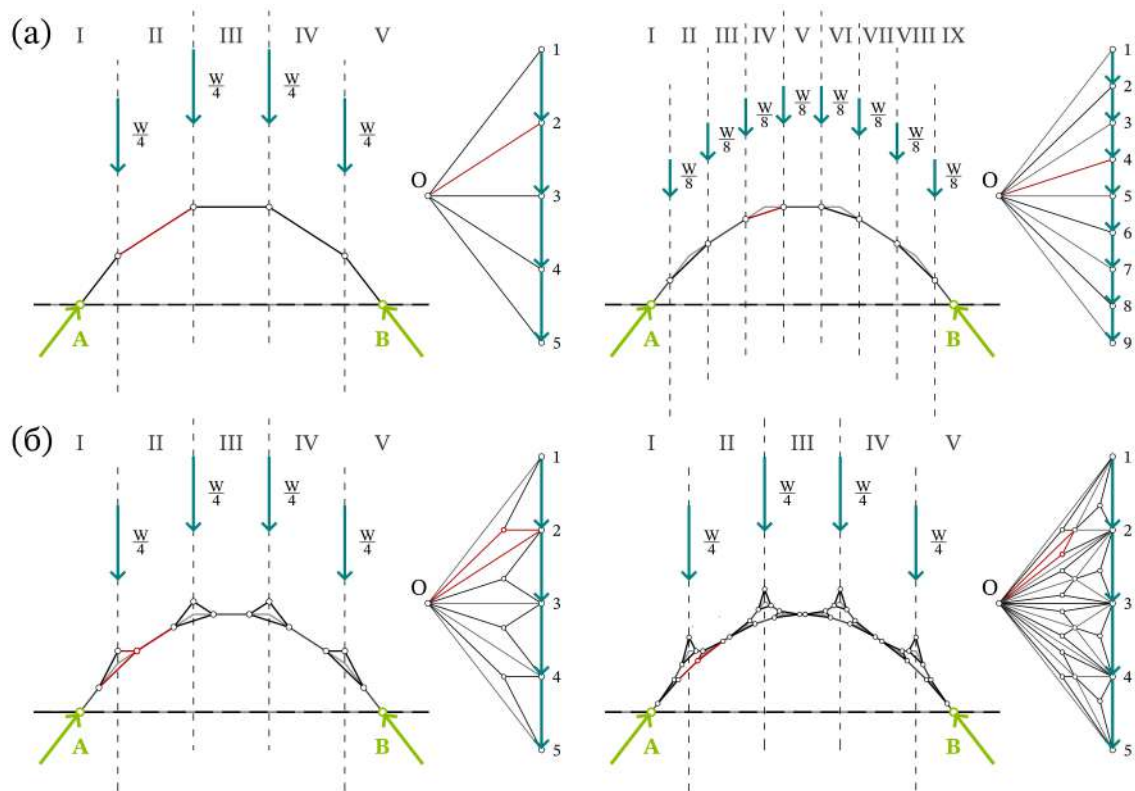 (а)
I II III IV V
W/4 W/4 W/4 W/4
O
1
2
3
4
5
A B
I II III IV V VI VII VIII IX
W/8 W/8 W/8 W/8 W/8 W/8 W/8 W/8
O
1
2
3
4
5
6
7
8
9
A B
(б)
I II III IV V
W/4 W/4 W/4 W/4
O
1
2
3
4
5
A B
I II III IV V
W/4 W/4 W/4 W/4
O
1
2
3
4
5
A B